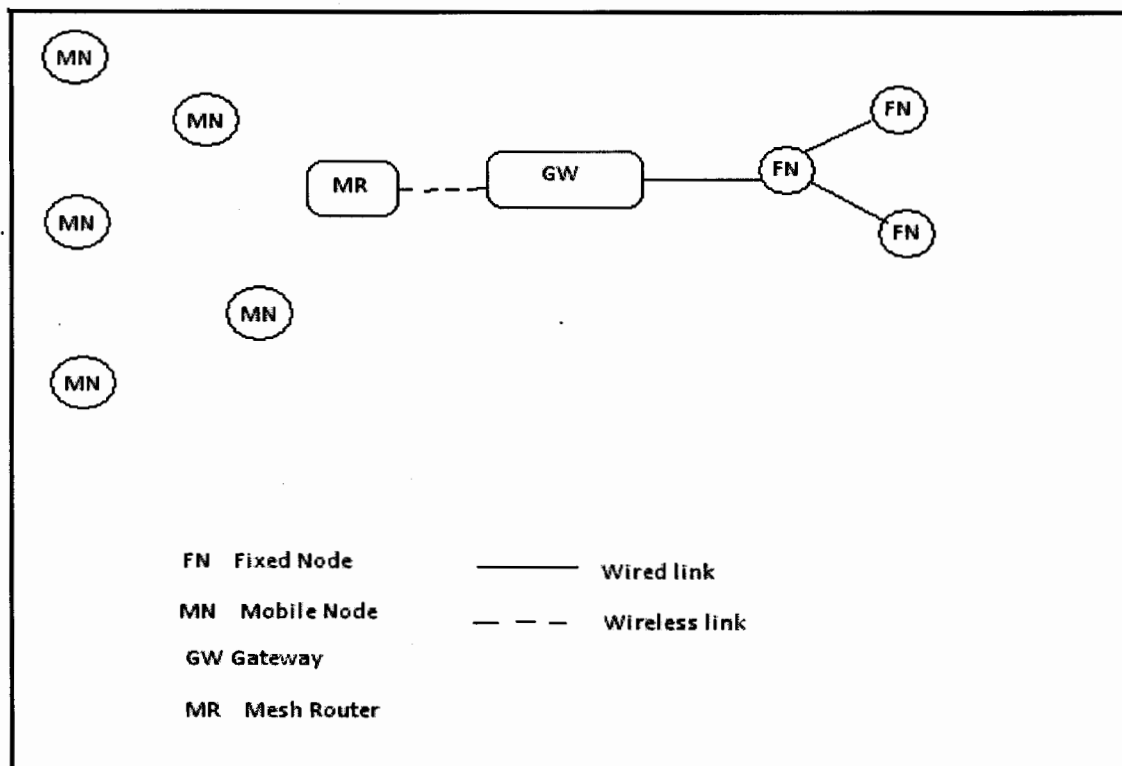 MN
MN
FN
MR
GW
FN
MN
FN
MN
MN
FN Fixed Node
Wired link
MN Mobile Node
Wireless link
GW Gateway
MR Mesh Router